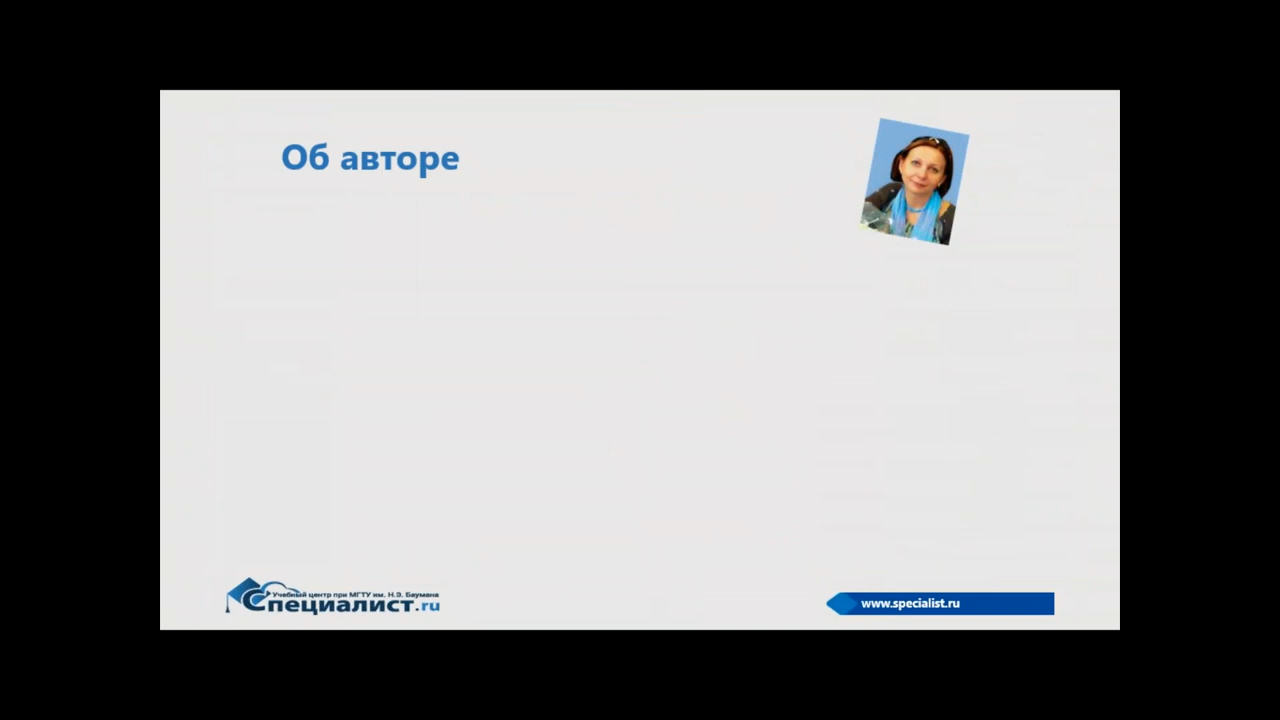 Об авторе
Учебный центр при МГТУ им. Н.Э. Баумана
Специалист.ru
www.specialist.ru